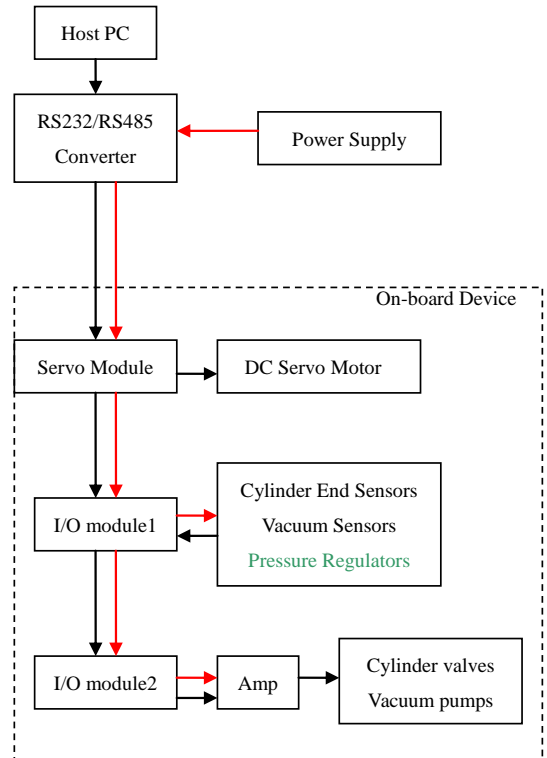 Host PC
RS232/RS485
Converter
Power Supply
On-board Device
Servo Module
DC Servo Motor
I/O module1
Cylinder End Sensors
Vacuum Sensors
Pressure Regulators
I/O module2
Amp
Cylinder valves
Vacuum pumps